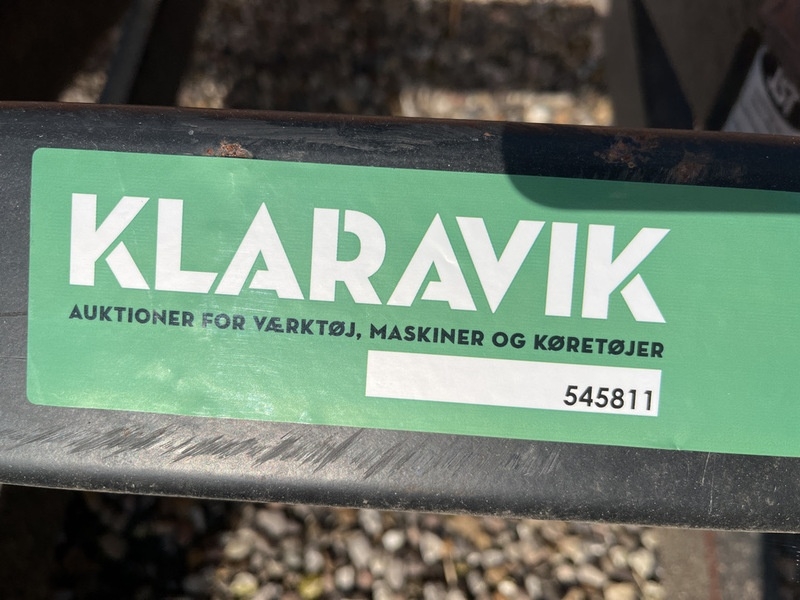 KLARAVIK
AUKTIONER FOR VÆRKTØJ, MASKINER OG KØRETØJER
545811